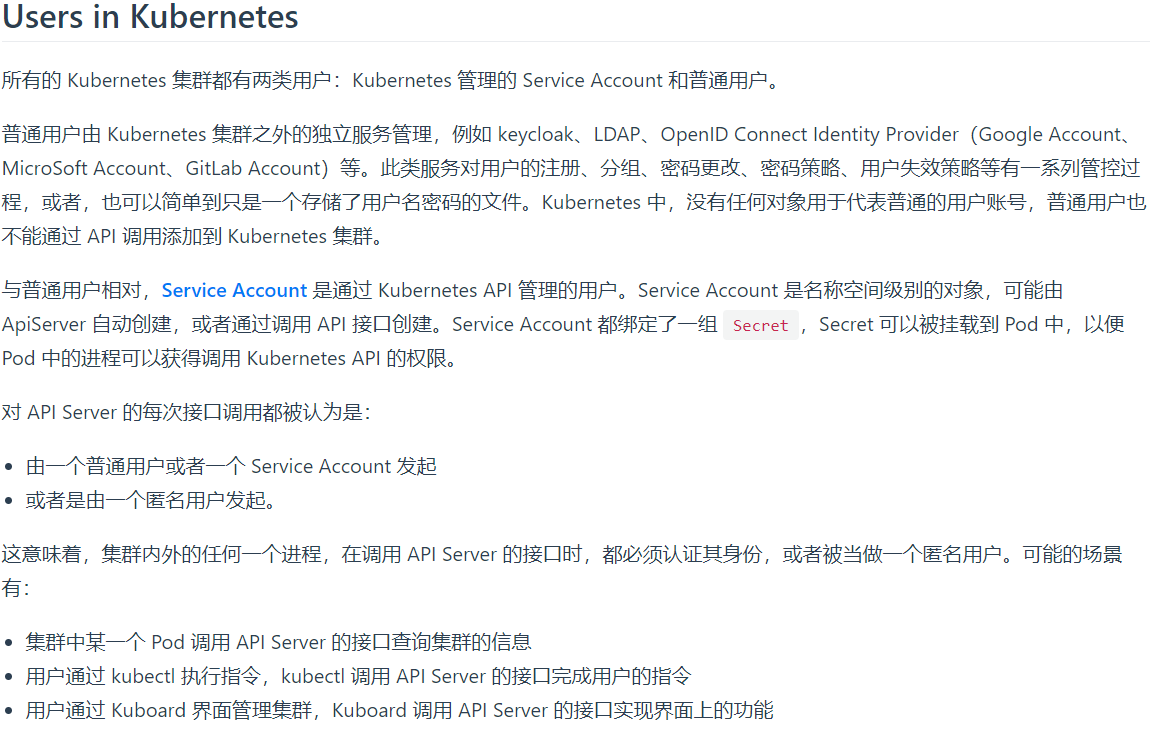 Users in Kubernetes
所有的 Kubernetes 集群都有两类用户：Kubernetes 管理的 Service Account 和普通用户。
普通用户由 Kubernetes 集群之外的独立服务管理，例如 keycloak、LDAP、OpenID Connect Identity Provider（Google Account、
MicroSoft Account、GitLab Account）等。此类服务对用户的注册、分组、密码更改、密码策略、用户失效策略等有一系列管控过
程，或者，也可以简单到只是一个存储了用户名密码的文件。Kubernetes 中，没有任何对象用于代表普通的用户账号，普通用户也
不能通过 API 调用添加到 Kubernetes 集群。
与普通用户相对，Service Account 是通过 Kubernetes API 管理的用户。Service Account 是名称空间级别的对象，可能由
ApiServer 自动创建，或者通过调用 API 接口创建。Service Account 都绑定了一组 Secret，Secret 可以被挂载到 Pod 中，以便
Pod 中的进程可以获得调用 Kubernetes API 的权限。
对 API Server 的每次接口调用都被认为是：
• 由一个普通用户或者一个 Service Account 发起
• 或者是由一个匿名用户发起。
这意味着，集群内外的任何一个进程，在调用 API Server 的接口时，都必须认证其身份，或者被当做一个匿名用户。可能的场景
有：
• 集群中某一个 Pod 调用 API Server 的接口查询集群的信息
• 用户通过 kubectl 执行指令，kubectl 调用 API Server 的接口完成用户的指令
• 用户通过 Kuboard 界面管理集群，Kuboard 调用 API Server 的接口实现界面上的功能